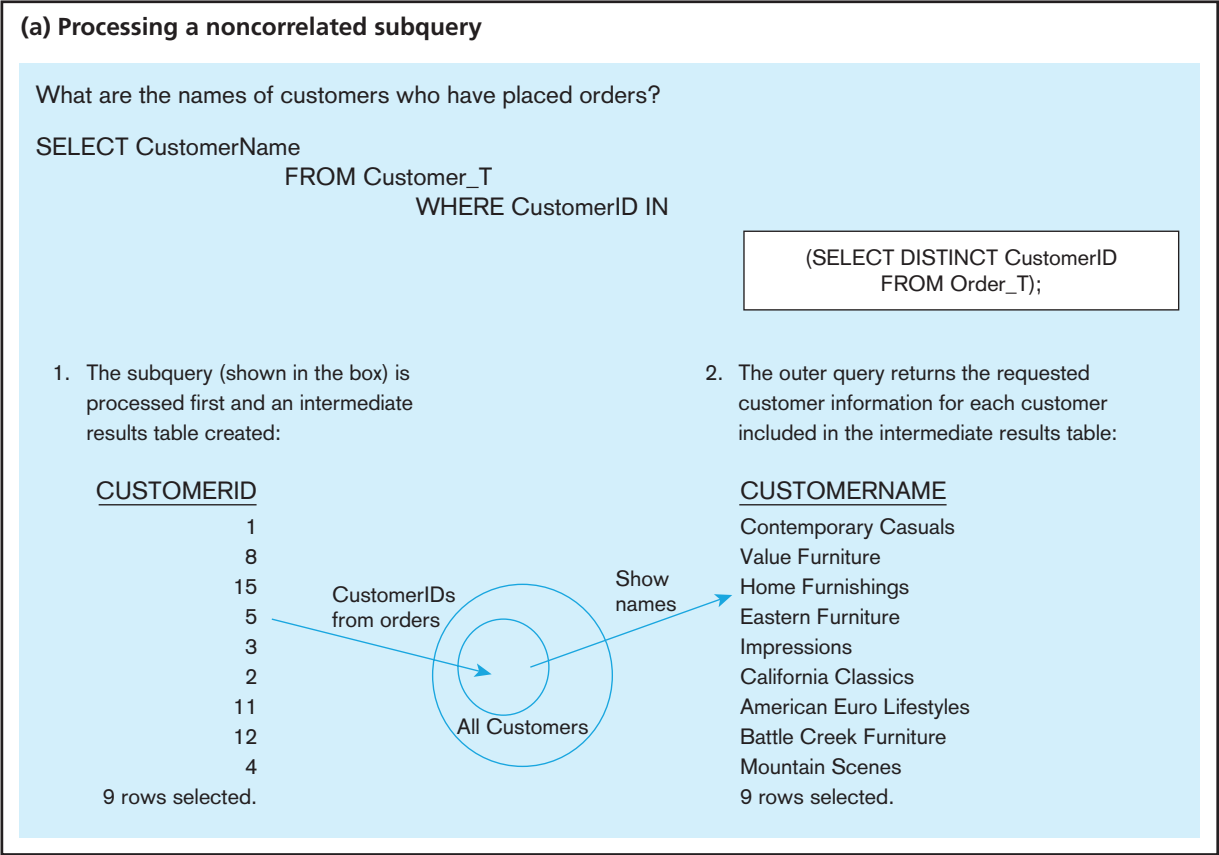 (a) Processing a noncorrelated subquery
What are the names of customers who have placed orders?
SELECT CustomerName
FROM Customer_T
WHERE CustomerID IN
(SELECT DISTINCT CustomerID
FROM Order_T);
1. The subquery (shown in the box) is
processed first and an intermediate
results table created:
CUSTOMERID
1
8
15
5
3
2
11
12
4
9 rows selected.
CustomerIDs
from orders
All Customers
Show
names
2. The outer query returns the requested
customer information for each customer
included in the intermediate results table:
CUSTOMERNAME
Contemporary Casuals
Value Furniture
Home Furnishings
Eastern Furniture
Impressions
California Classics
American Euro Lifestyles
Battle Creek Furniture
Mountain Scenes
9 rows selected.